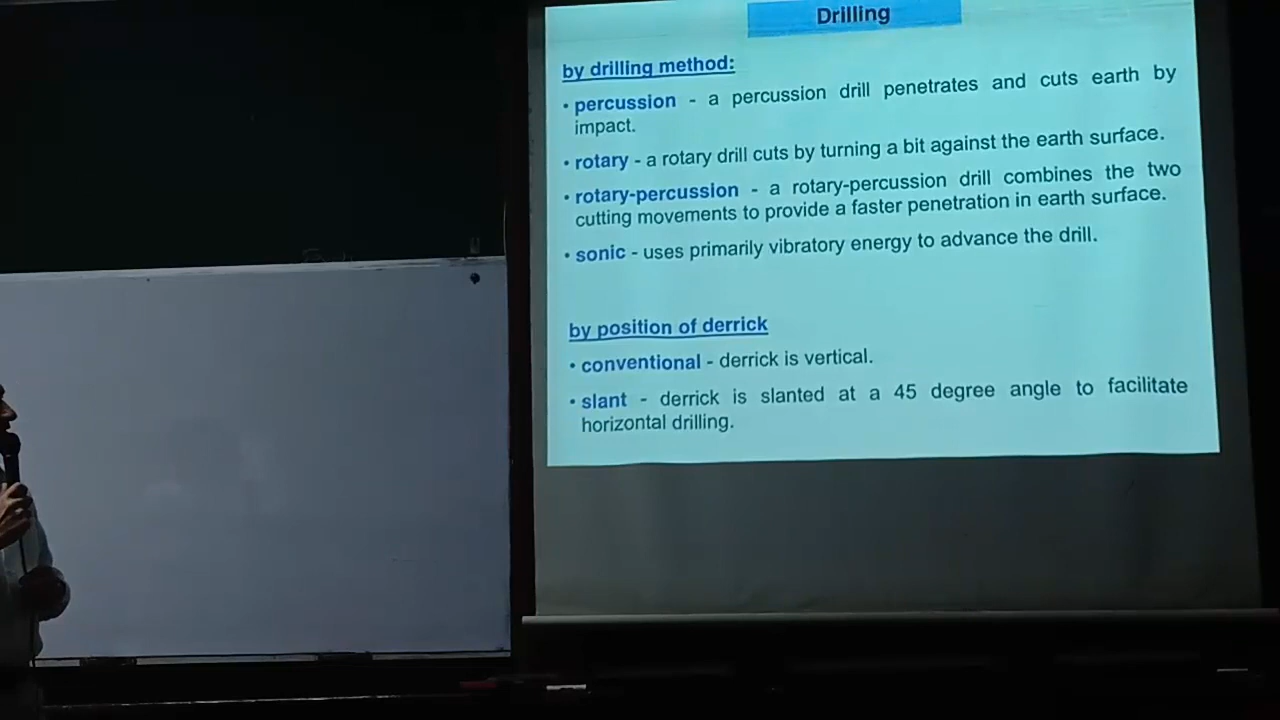 Drilling
by drilling method:
• percussion - a percussion drill penetrates and cuts earth by
impact.
• rotary - a rotary drill cuts by turning a bit against the earth surface.
• rotary-percussion - a rotary-percussion drill combines the two
cutting movements to provide a faster penetration in earth surface.
• sonic - uses primarily vibratory energy to advance the drill.
by position of derrick
• conventional - derrick is vertical.
• slant - derrick is slanted at a 45 degree angle to facilitate
horizontal drilling.